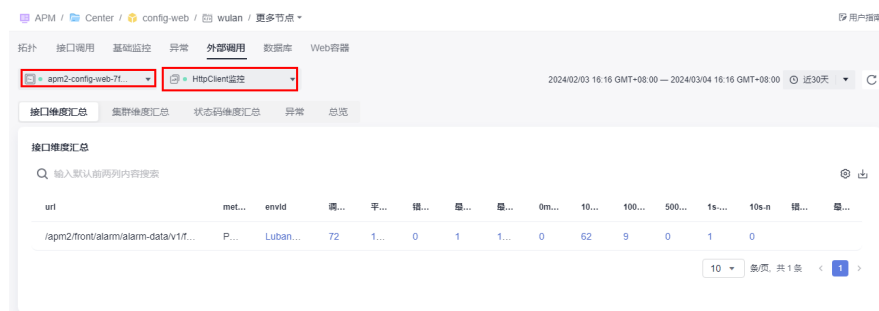 APM / Center / config-web / wulan / 更多节点
用户指南
拓扑 接口调用 基础监控 异常 外部调用 数据库 Web容器
apm2-config-web-7f... HttpClient监控 2024/02/03 16:16 GMT+08:00 — 2024/03/04 16:16 GMT+08:00 近30天
接口维度汇总 集群维度汇总 状态码维度汇总 异常 总览
接口维度汇总
输入默认前两列内容搜索
url met... envId 调... 平... 错... 最... 最... 0m... 10... 100... 500... 1s-... 10s-n 错... 最...
/apm2/front/alarm/alarm-data/v1/f... P... Luban... 72 1... 0 1 1... 0 62 9 0 1 0
10 条/页, 共1条 < 1 >